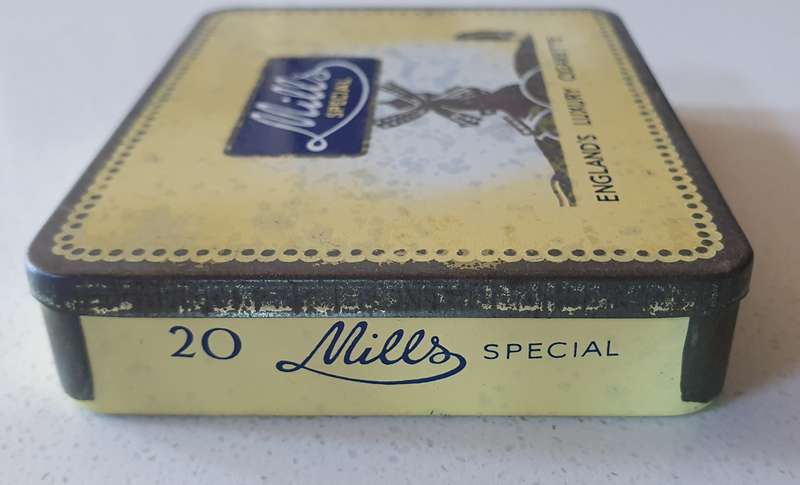 Mills
SPECIAL
ENGLAND'S LUXURY CIGARETTE
20 Mills SPECIAL